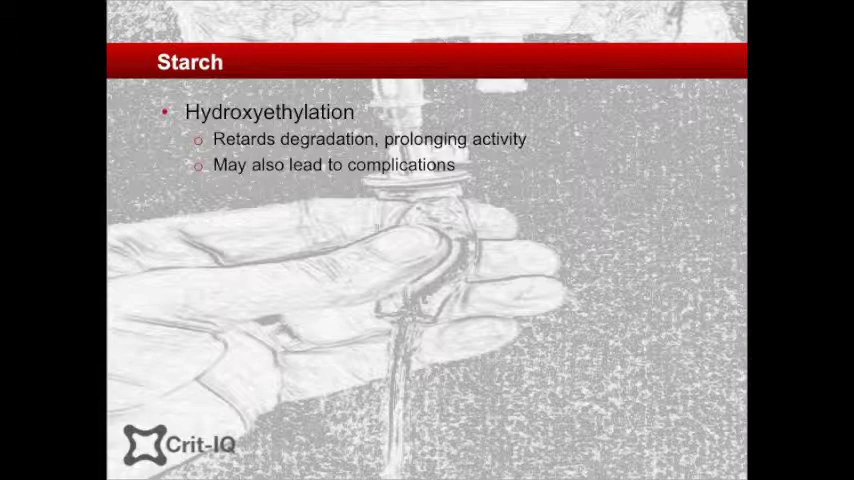 Starch
• Hydroxyethylation
o Retards degradation, prolonging activity
o May also lead to complications
Crit-IQ